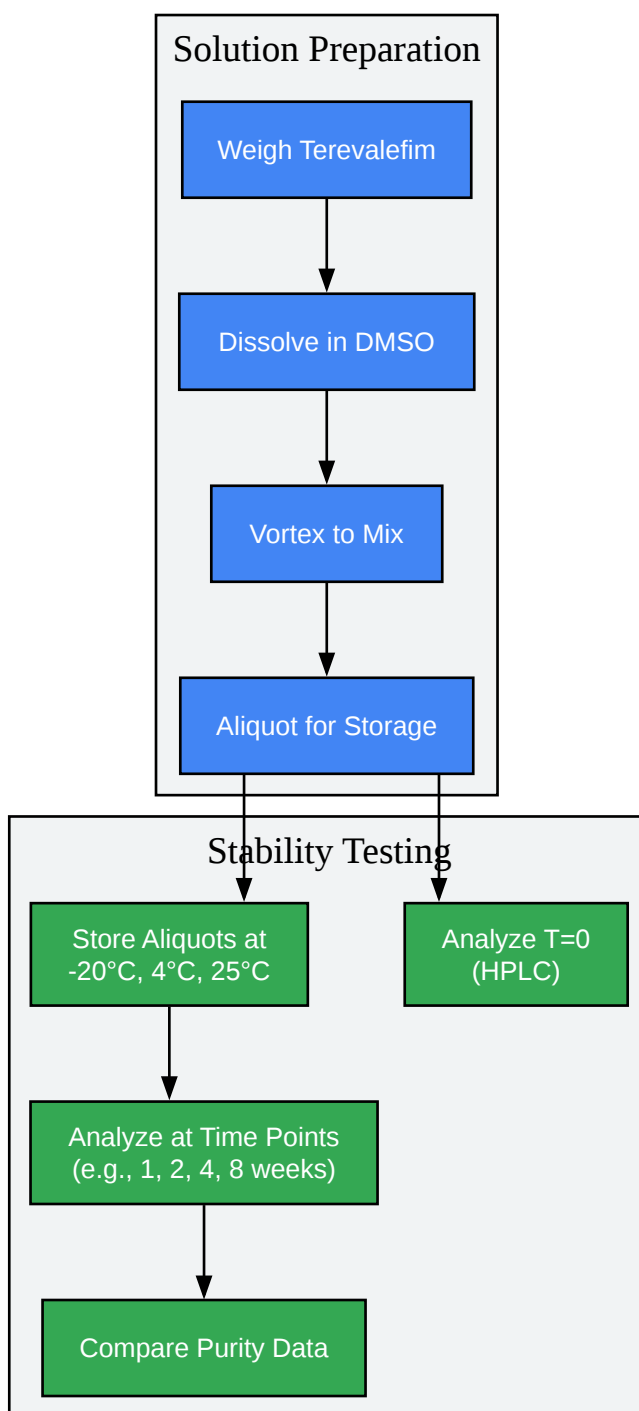 Solution Preparation
Weigh Terevalefim
Dissolve in DMSO
Vortex to Mix
Aliquot for Storage
Stability Testing
Store Aliquots at
-20°C, 4°C, 25°C
Analyze T=0
(HPLC)
Analyze at Time Points
(e.g., 1, 2, 4, 8 weeks)
Compare Purity Data